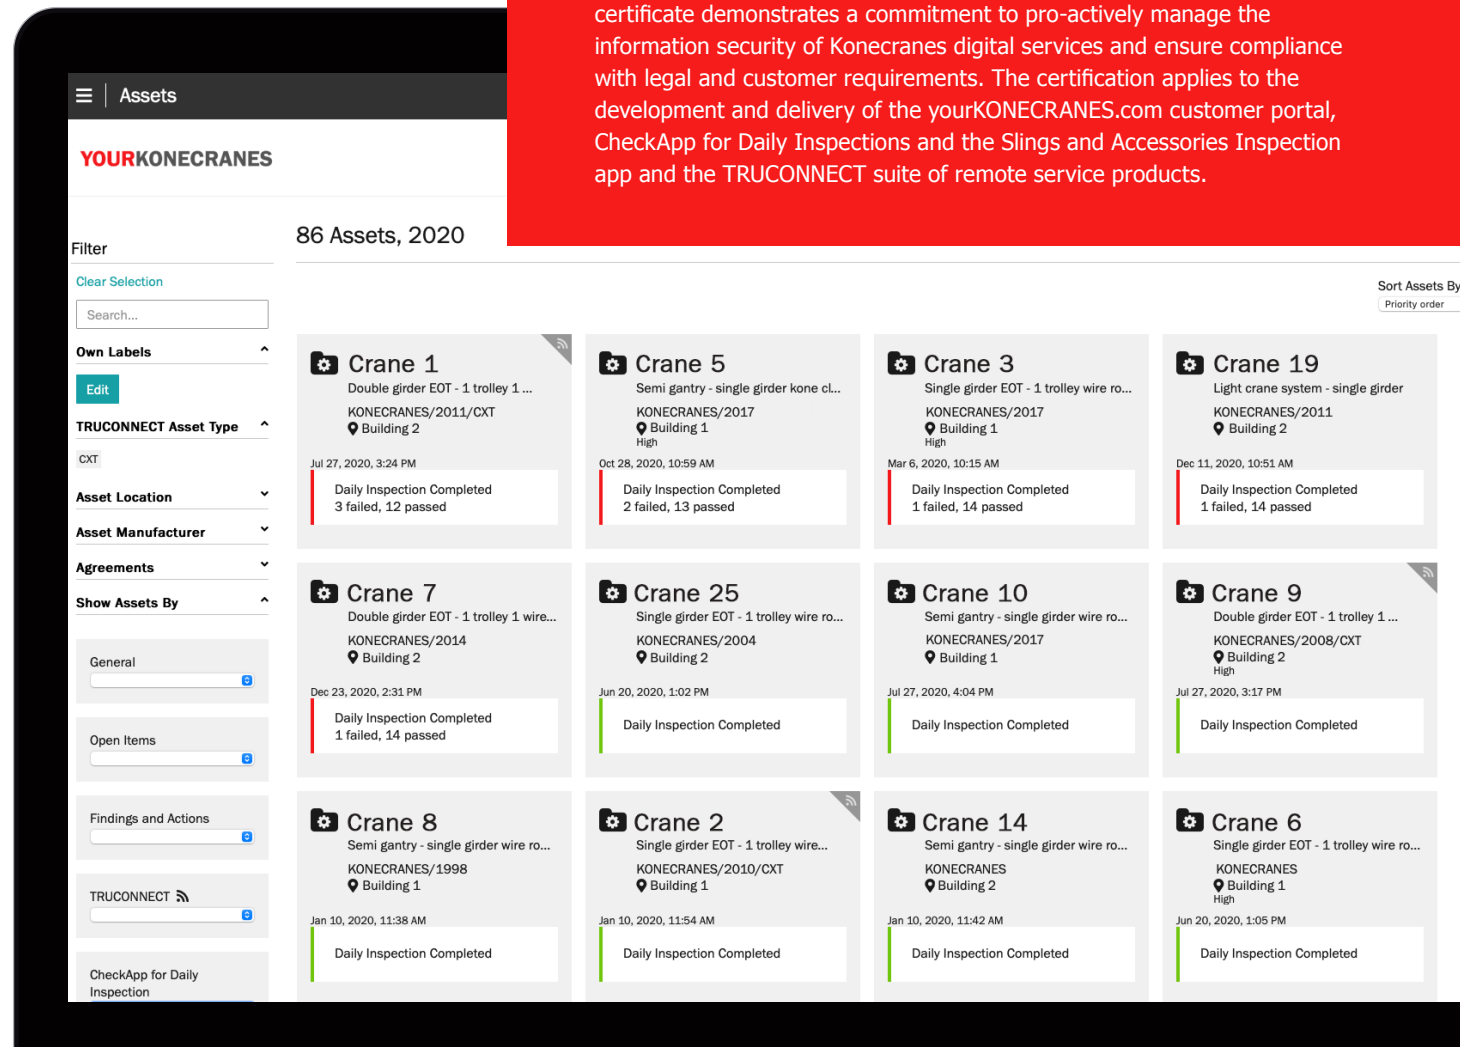 certificate demonstrates a commitment to pro-actively manage the
information security of Konecranes digital services and ensure compliance
with legal and customer requirements. The certification applies to the
development and delivery of the yourKONECRANES.com customer portal,
CheckApp for Daily Inspections and the Slings and Accessories Inspection
app and the TRUCONNECT suite of remote service products.
Assets
YOURKONECRANES
86 Assets, 2020
Filter
Clear Selection
Search...
Own Labels
Edit
TRUCONNECT Asset Type
CXT
Asset Location
Asset Manufacturer
Agreements
Show Assets By
General
Open Items
Findings and Actions
TRUCONNECT
CheckApp for Daily
Inspection
Sort Assets By
Priority order
Crane 1
Double girder EOT - 1 trolley 1 ...
KONECRANES/2011/CXT
Building 2
Jul 27, 2020, 3:24 PM
Daily Inspection Completed
3 failed, 12 passed
Crane 5
Semi gantry - single girder kone cl...
KONECRANES/2017
Building 1
High
Oct 28, 2020, 10:59 AM
Daily Inspection Completed
2 failed, 13 passed
Crane 3
Single girder EOT - 1 trolley wire ro...
KONECRANES/2017
Building 1
High
Mar 6, 2020, 10:15 AM
Daily Inspection Completed
1 failed, 14 passed
Crane 19
Light crane system - single girder
KONECRANES/2011
Building 2
Dec 11, 2020, 10:51 AM
Daily Inspection Completed
1 failed, 14 passed
Crane 7
Double girder EOT - 1 trolley 1 wire...
KONECRANES/2014
Building 2
Dec 23, 2020, 2:31 PM
Daily Inspection Completed
1 failed, 14 passed
Crane 25
Single girder EOT - 1 trolley wire ro...
KONECRANES/2004
Building 2
Jun 20, 2020, 1:02 PM
Daily Inspection Completed
Crane 10
Semi gantry - single girder wire ro...
KONECRANES/2017
Building 1
Jul 27, 2020, 4:04 PM
Daily Inspection Completed
Crane 9
Double girder EOT - 1 trolley 1 ...
KONECRANES/2008/CXT
Building 2
High
Jul 27, 2020, 3:17 PM
Daily Inspection Completed
Crane 8
Semi gantry - single girder wire ro...
KONECRANES/1998
Building 1
Jan 10, 2020, 11:38 AM
Daily Inspection Completed
Crane 2
Single girder EOT - 1 trolley wire...
KONECRANES/2010/CXT
Building 1
Jan 10, 2020, 11:54 AM
Daily Inspection Completed
Crane 14
Semi gantry - single girder wire ro...
KONECRANES
Building 2
Jan 10, 2020, 11:42 AM
Daily Inspection Completed
Crane 6
Single girder EOT - 1 trolley wire ro...
KONECRANES
Building 1
High
Jun 20, 2020, 1:05 PM
Daily Inspection Completed